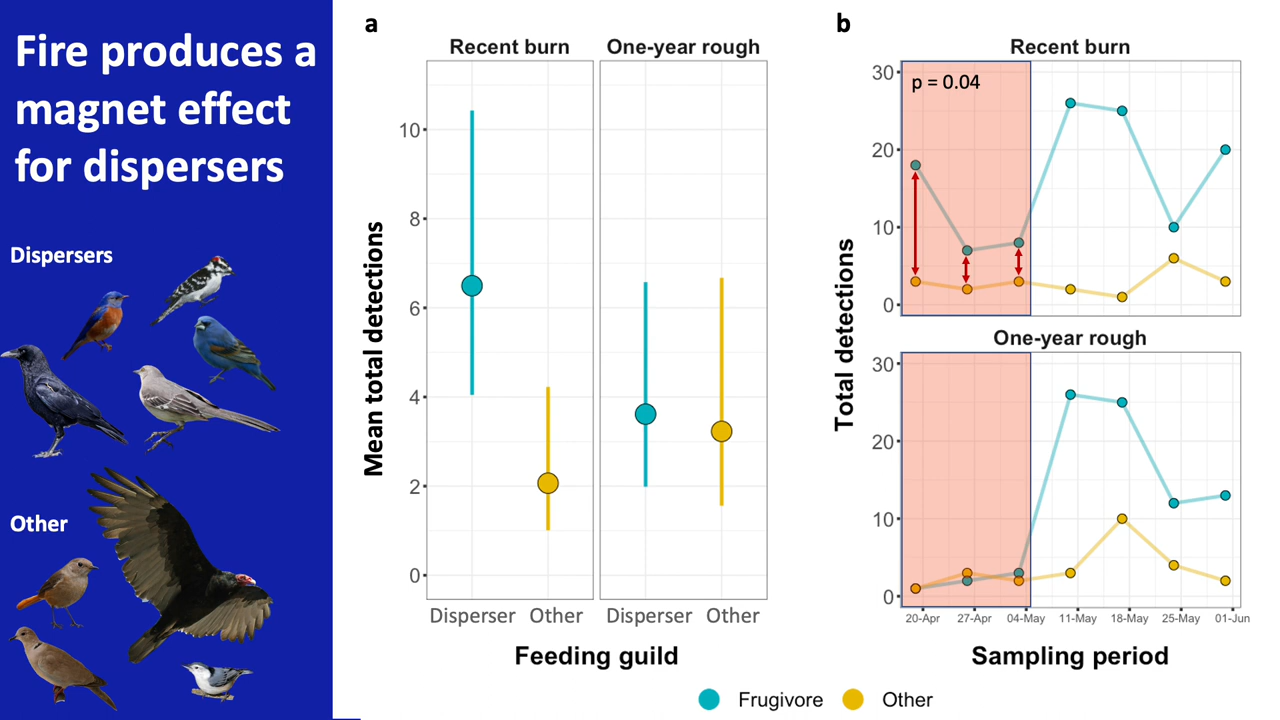 Fire produces a
magnet effect
for dispersers
Dispersers
Other
a
Recent burn
One-year rough
Mean total detections
10
8
6
4
2
0
Disperser
Other
Disperser
Other
Feeding guild
b
Recent burn
p = 0.04
30
20
10
0
Total detections
One-year rough
30
20
10
0
20-Apr
27-Apr
04-May
11-May
18-May
25-May
01-Jun
Sampling period
Frugivore
Other